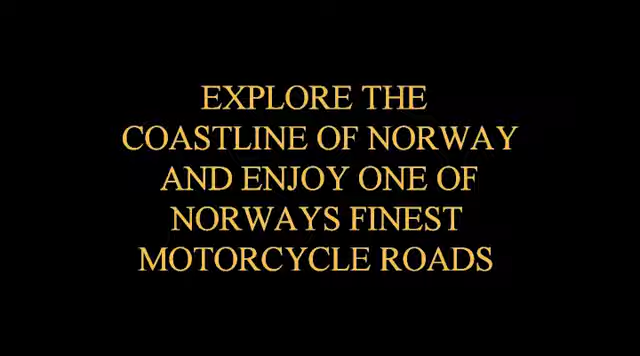 EXPLORE THE
COASTLINE OF NORWAY
AND ENJOY ONE OF
NORWAYS FINEST
MOTORCYCLE ROADS